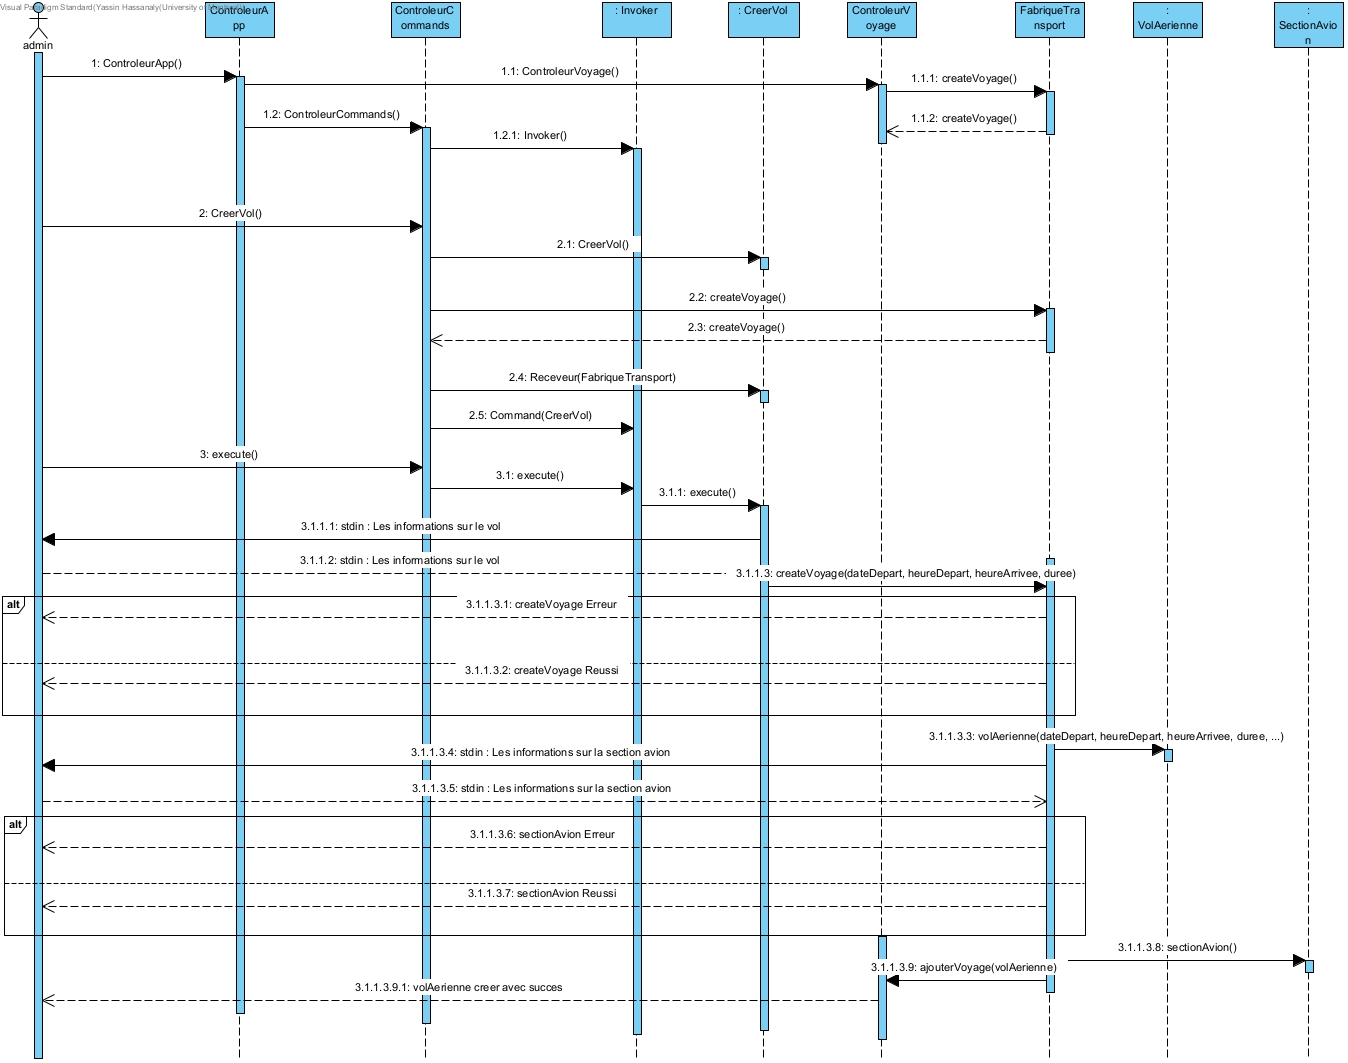 Visual Paradigm Standard(Yassin Hassanaly(University o
admin
ControleurA
pp
ControleurC
ommands
: Invoker
: CreerVol
ControleurV
oyage
FabriqueTra
nsport
:
VolAerienne
:
SectionAvio
n
1: ControleurApp()
1.1: ControleurVoyage()
1.1.1: createVoyage()
1.2: ControleurCommands()
1.1.2: createVoyage()
1.2.1: Invoker()
2: CreerVol()
2.1: CreerVol()
2.2: createVoyage()
2.3: createVoyage()
2.4: Receveur(FabriqueTransport)
2.5: Command(CreerVol)
3: execute()
3.1: execute()
3.1.1: execute()
3.1.1.1: stdin : Les informations sur le vol
3.1.1.2: stdin : Les informations sur le vol
3.1.1.3: createVoyage(dateDepart, heureDepart, heureArrivee, duree)
alt
3.1.1.3.1: createVoyage Erreur
3.1.1.3.2: createVoyage Reussi
3.1.1.3.3: volAerienne(dateDepart, heureDepart, heureArrivee, duree, ...)
3.1.1.3.4: stdin : Les informations sur la section avion
3.1.1.3.5: stdin : Les informations sur la section avion
alt
3.1.1.3.6: sectionAvion Erreur
3.1.1.3.7: sectionAvion Reussi
3.1.1.3.8: sectionAvion()
3.1.1.3.9: ajouterVoyage(volAerienne)
3.1.1.3.9.1: volAerienne creer avec succes